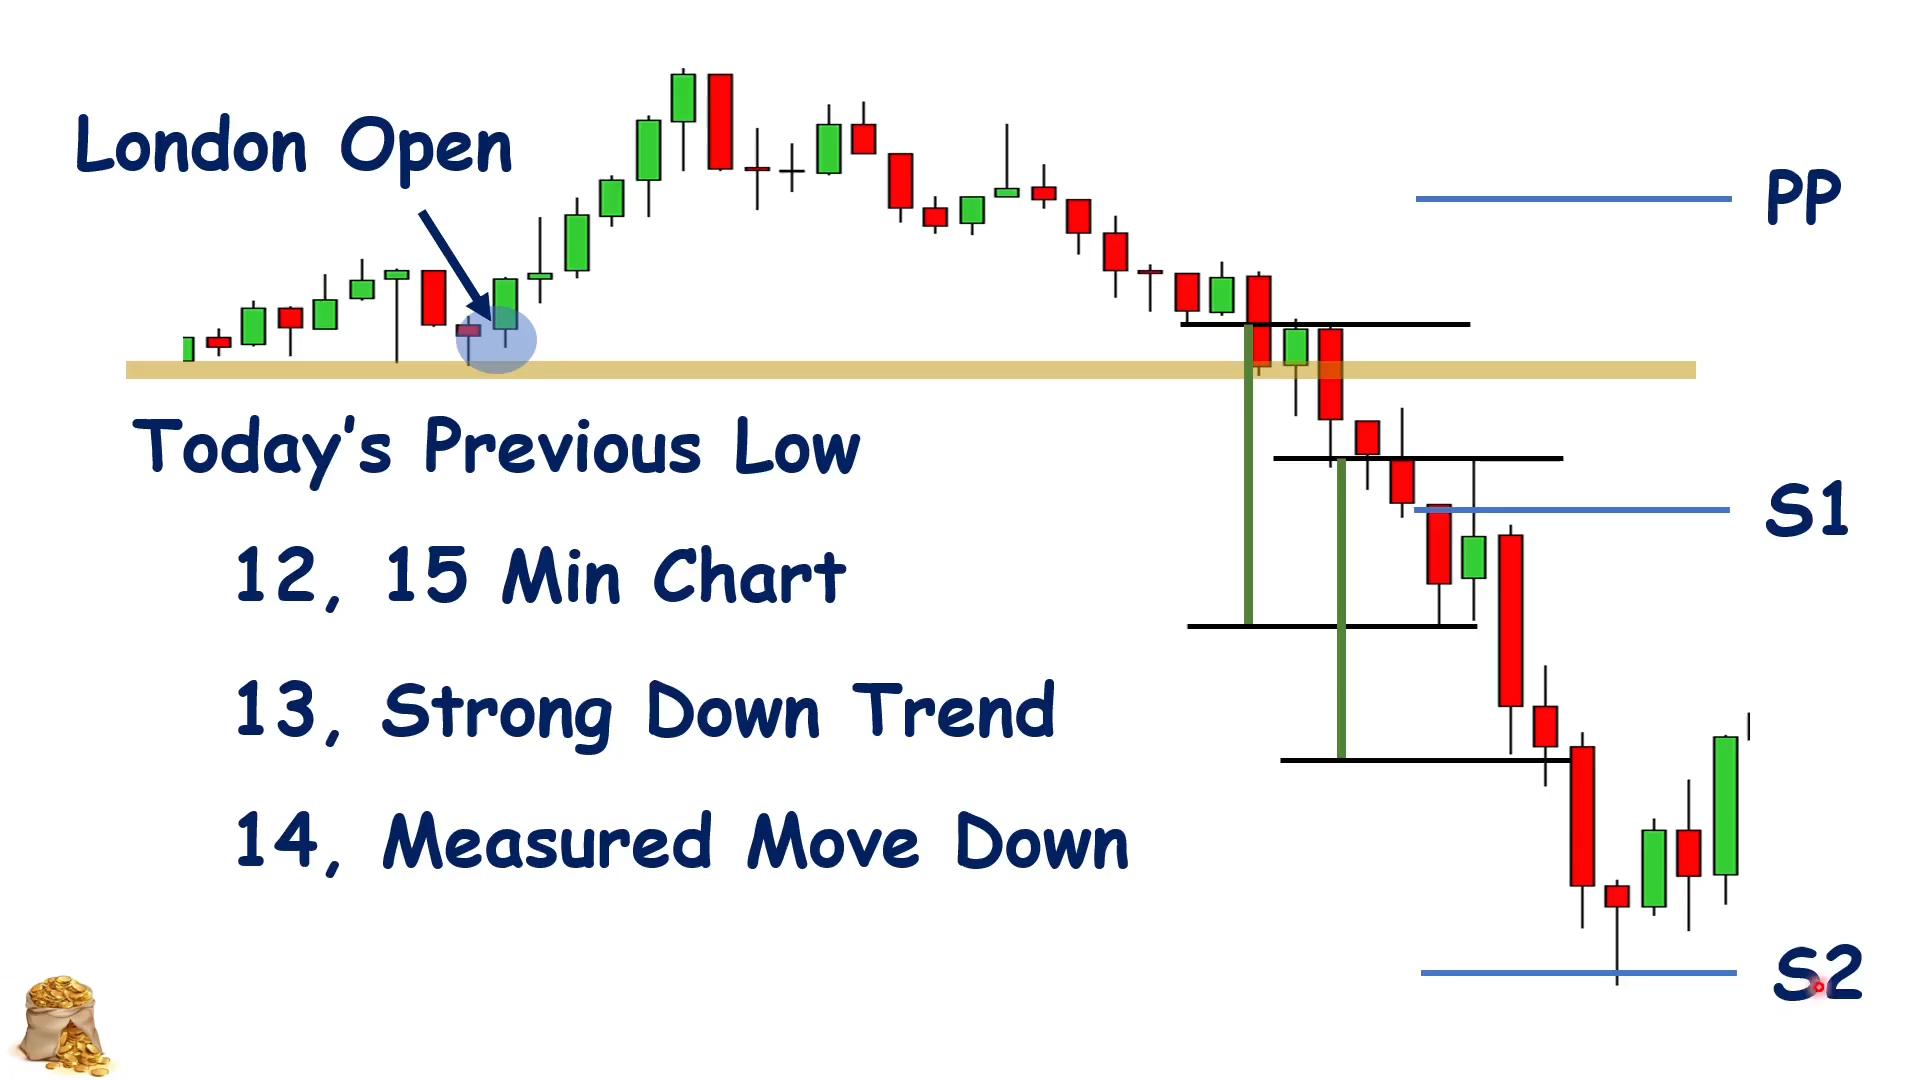 London Open
PP
Today's Previous Low
S1
12, 15 Min Chart
13, Strong Down Trend
14, Measured Move Down
S2